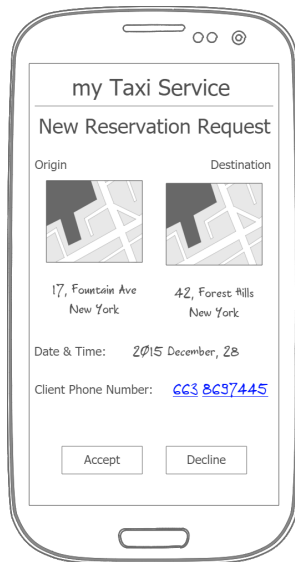 my Taxi Service
New Reservation Request
Origin Destination
17, Fountain Ave 42, Forest Hills
New York New York
Date & Time: 2015 December, 28
Client Phone Number: 663 8697445
Accept Decline